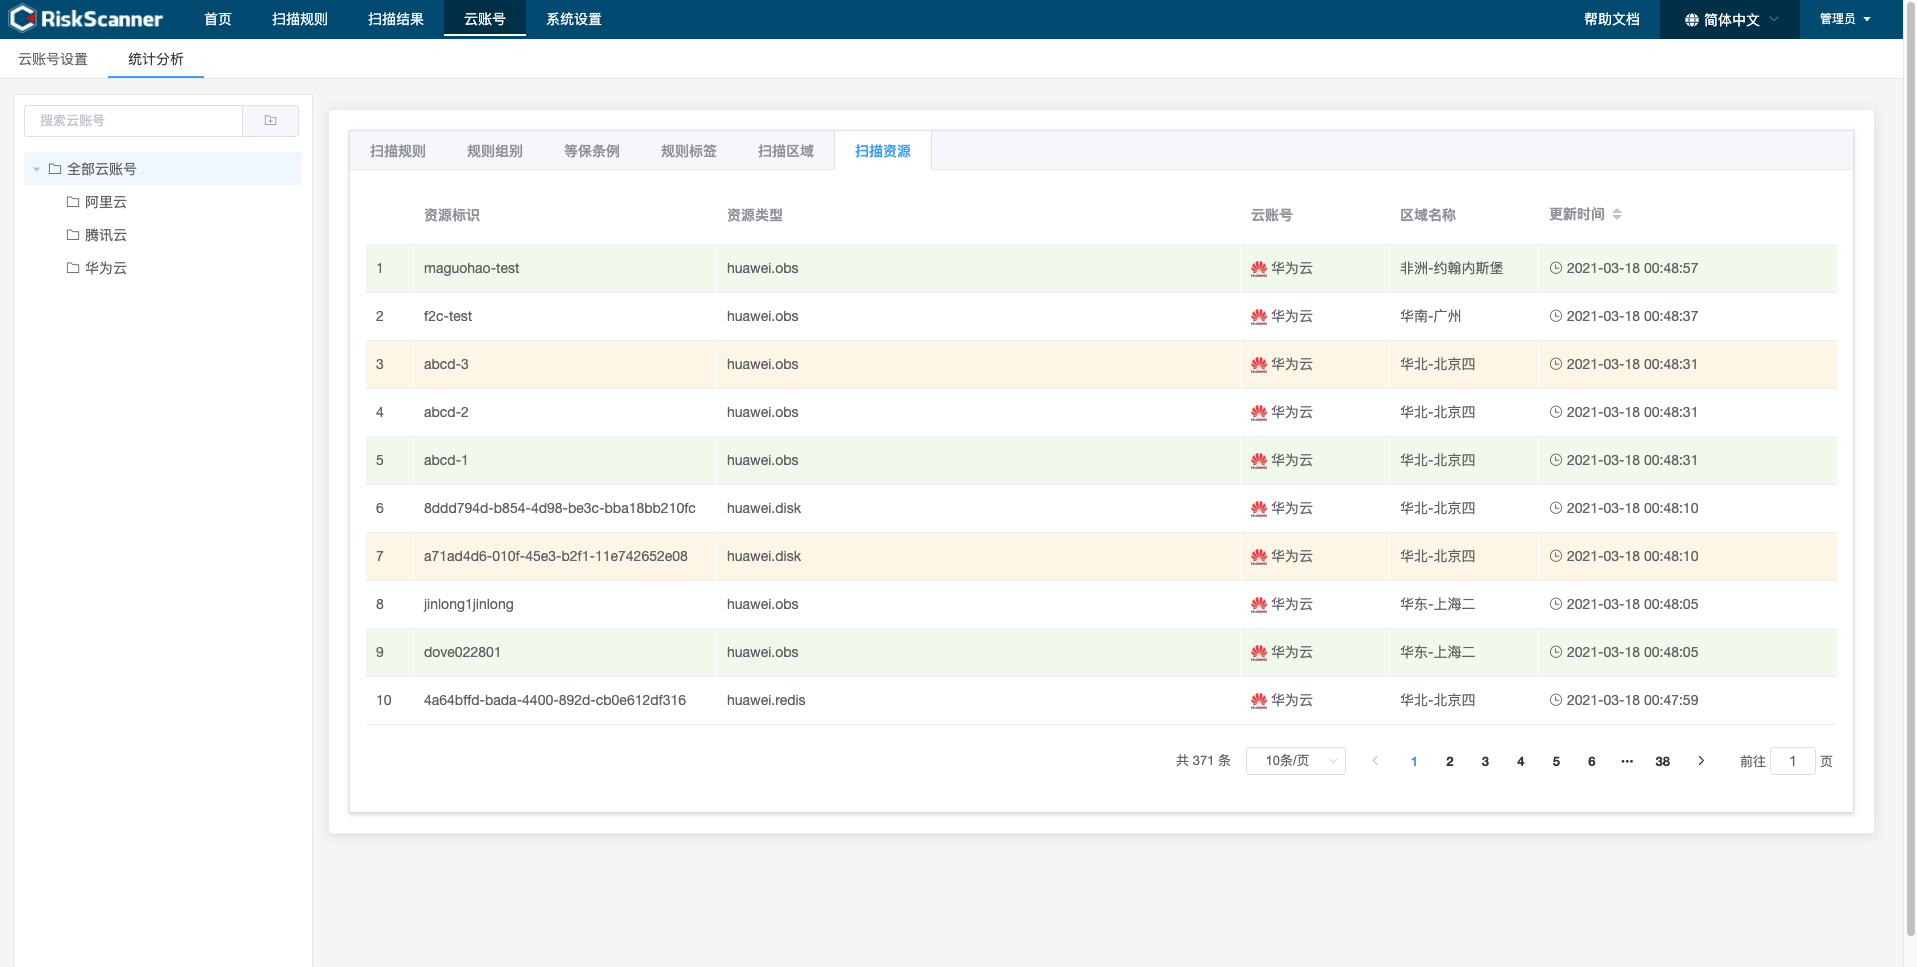 RiskScanner 首页 扫描规则 扫描结果 云账号 系统设置 帮助文档 简体中文 管理员
云账号设置 统计分析
搜索云账号
全部云账号
阿里云
腾讯云
华为云
扫描规则 规则组别 等保条例 规则标签 扫描区域 扫描资源
资源标识 资源类型 云账号 区域名称 更新时间
1 maguohao-test huawei.obs 华为云 非洲-约翰内斯堡 2021-03-18 00:48:57
2 f2c-test huawei.obs 华为云 华南-广州 2021-03-18 00:48:37
3 abcd-3 huawei.obs 华为云 华北-北京四 2021-03-18 00:48:31
4 abcd-2 huawei.obs 华为云 华北-北京四 2021-03-18 00:48:31
5 abcd-1 huawei.obs 华为云 华北-北京四 2021-03-18 00:48:31
6 8ddd794d-b854-4d98-be3c-bba18bb210fc huawei.disk 华为云 华北-北京四 2021-03-18 00:48:10
7 a71ad4d6-010f-45e3-b2f1-11e742652e08 huawei.disk 华为云 华北-北京四 2021-03-18 00:48:10
8 jinlong1jinlong huawei.obs 华为云 华东-上海二 2021-03-18 00:48:05
9 dove022801 huawei.obs 华为云 华东-上海二 2021-03-18 00:48:05
10 4a64bffd-bada-4400-892d-cb0e612df316 huawei.redis 华为云 华北-北京四 2021-03-18 00:47:59
共 371 条 10条/页 1 2 3 4 5 6 ··· 38 前往 1 页